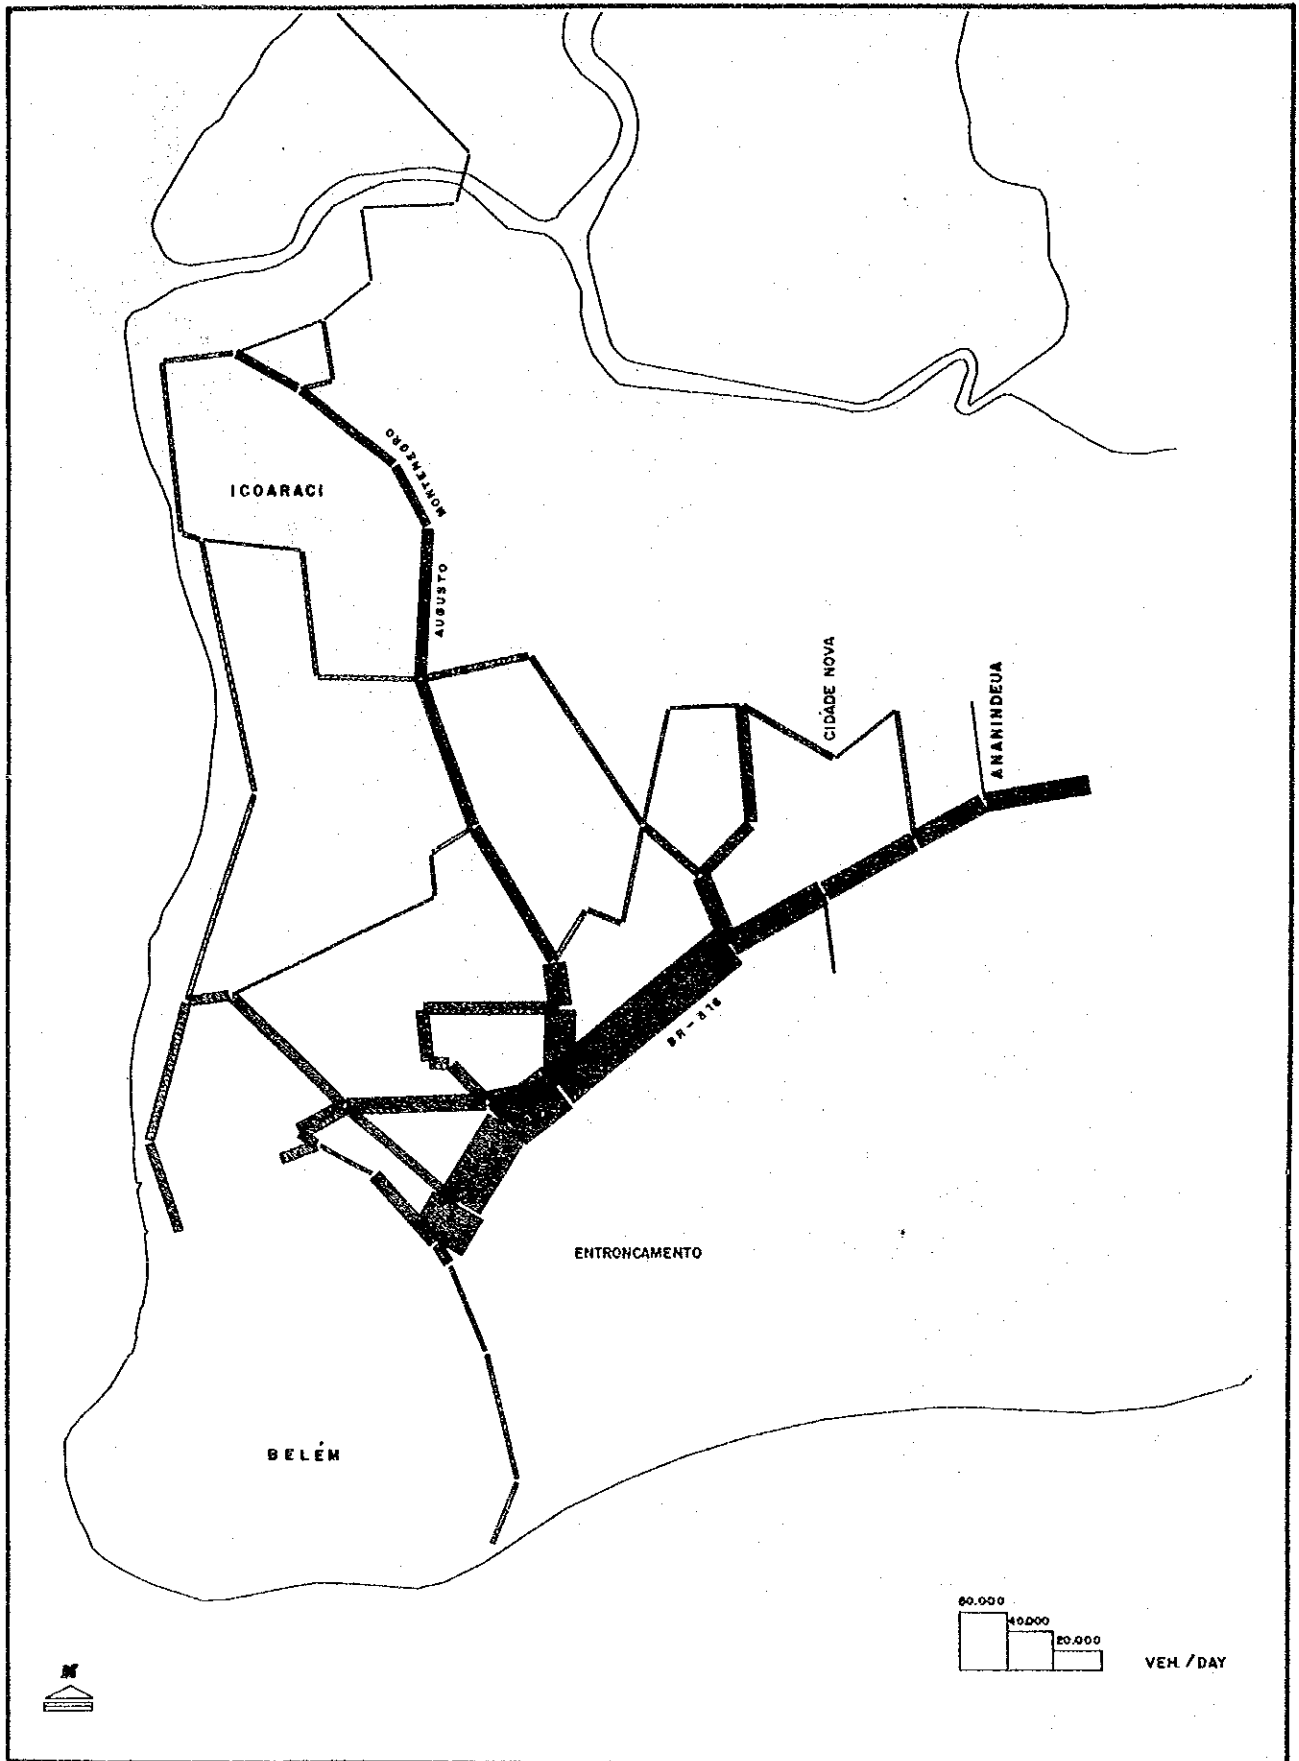 MONTENEGRO
ICOARACI
AUGUSTO
CIDADE NOVA
ANANINDEUA
BR-316
ENTRONCAMENTO
BELÉM
60.000
40.000
20.000
VEH./DAY
N